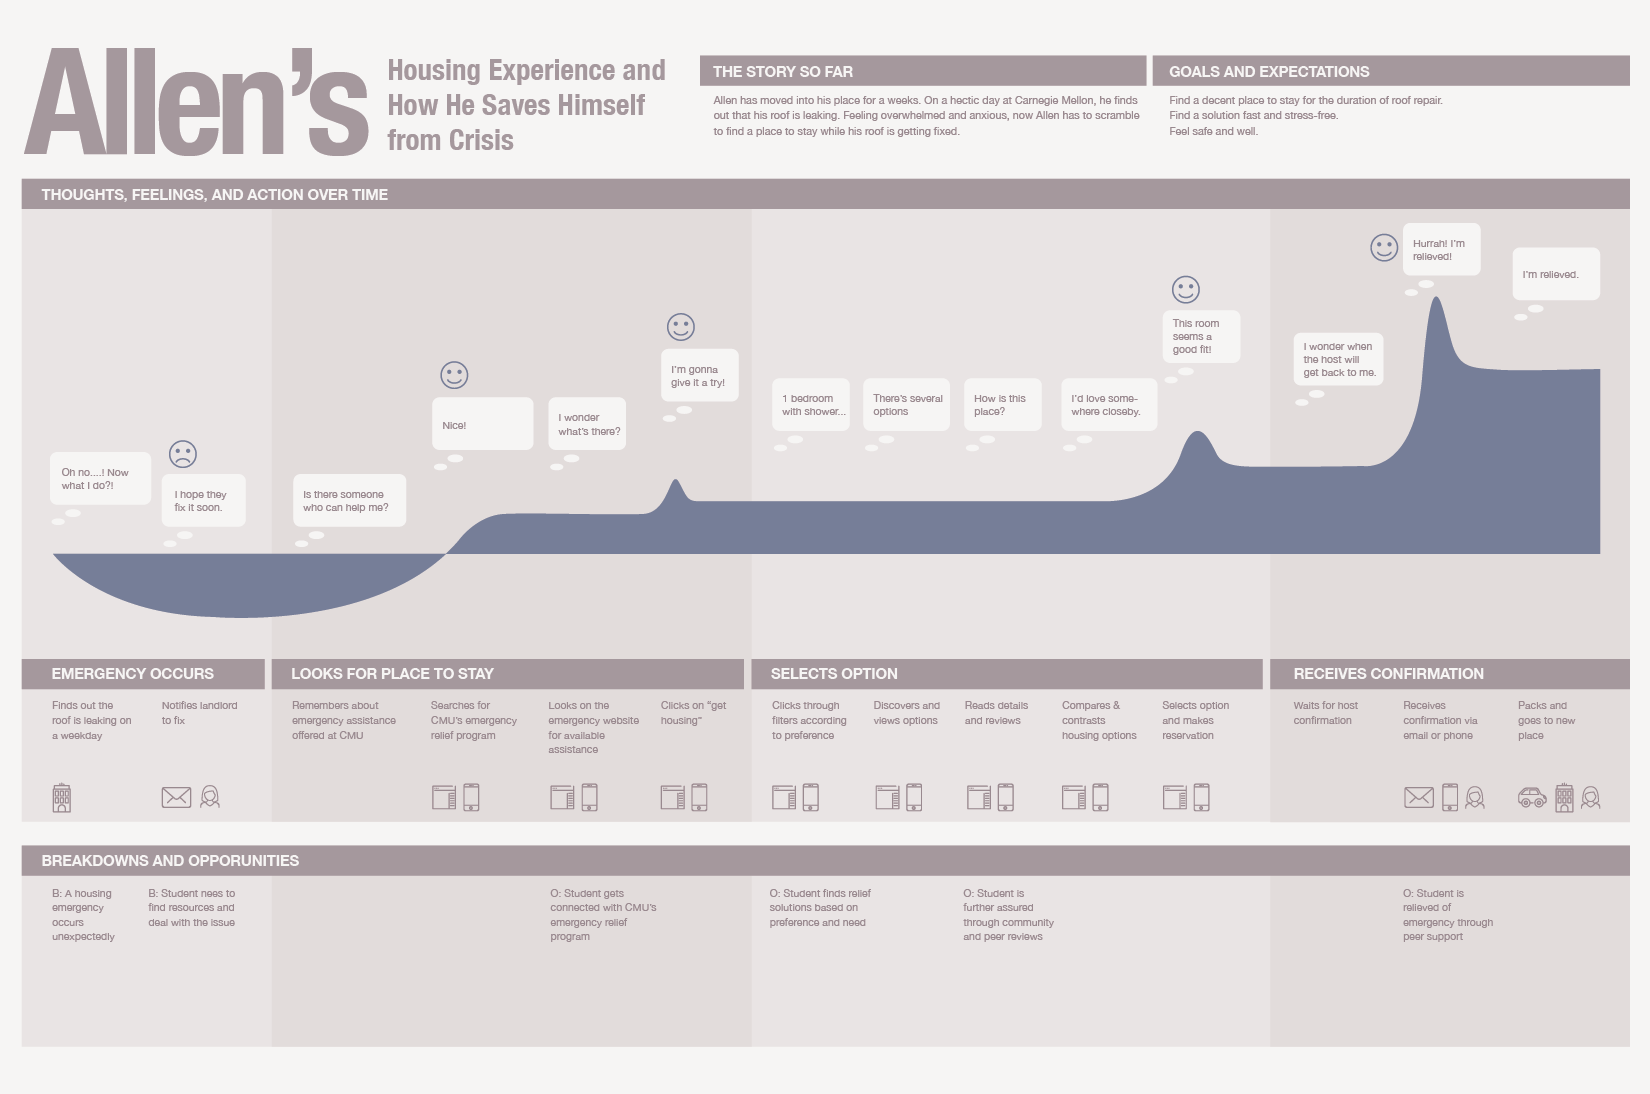 Allen’s
Housing Experience and
How He Saves Himself
from Crisis
THE STORY SO FAR
Allen has moved into his place for a weeks. On a hectic day at Carnegie Mellon, he finds
out that his roof is leaking. Feeling overwhelmed and anxious, now Allen has to scramble
to find a place to stay while his roof is getting fixed.
GOALS AND EXPECTATIONS
Find a decent place to stay for the duration of roof repair.
Find a solution fast and stress-free.
Feel safe and well.
THOUGHTS, FEELINGS, AND ACTION OVER TIME
Oh no....! Now
what I do?!
I hope they
fix it soon.
Is there someone
who can help me?
Nice!
I wonder
what’s there?
I’m gonna
give it a try!
1 bedroom
with shower...
There’s several
options
How is this
place?
I’d love some-
where closeby.
This room
seems a
good fit!
I wonder when
the host will
get back to me.
Hurrah! I’m
relieved!
I’m relieved.
EMERGENCY OCCURS
Finds out the
roof is leaking on
a weekday
Notifies landlord
to fix
LOOKS FOR PLACE TO STAY
Remembers about
emergency assistance
offered at CMU
Searches for
CMU’s emergency
relief program
Looks on the
emergency website
for available
assistance
Clicks on “get
housing“
SELECTS OPTION
Clicks through
filters according
to preference
Discovers and
views options
Reads details
and reviews
Compares &
contrasts
housing options
Selects option
and makes
reservation
RECEIVES CONFIRMATION
Waits for host
confirmation
Receives
confirmation via
email or phone
Packs and
goes to new
place
BREAKDOWNS AND OPPORUNITIES
B: A housing
emergency
occurs
unexpectedly
B: Student nees to
find resources and
deal with the issue
O: Student gets
connected with CMU’s
emergency relief
program
O: Student finds relief
solutions based on
preference and need
O: Student is
further assured
through community
and peer reviews
O: Student is
relieved of
emergency through
peer support